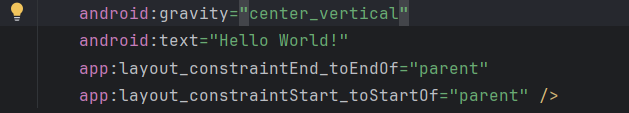 android:gravity="center_vertical"
android:text="Hello World!"
app:layout_constraintEnd_toEndOf="parent"
app:layout_constraintStart_toStartOf="parent" />